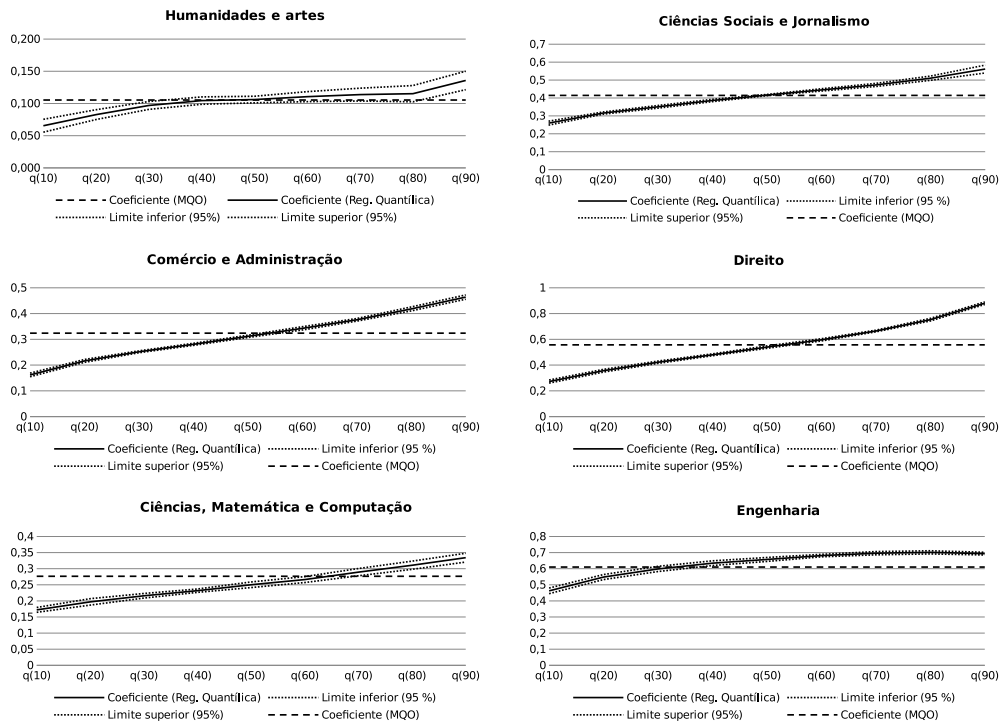 Humanidades e artes
0,200
0,150
0,100
0,050
0,000
q(10) q(20) q(30) q(40) q(50) q(60) q(70) q(80) q(90)
Coeficiente (MQO) Coeficiente (Reg. Quantílica)
Limite inferior (95%) Limite superior (95%)
Ciências Sociais e Jornalismo
0,7
0,6
0,5
0,4
0,3
0,2
0,1
0
q(10) q(20) q(30) q(40) q(50) q(60) q(70) q(80) q(90)
Coeficiente (Reg. Quantílica) Limite inferior (95 %)
Limite superior (95%) Coeficiente (MQO)
Comércio e Administração
0,5
0,4
0,3
0,2
0,1
0
q(10) q(20) q(30) q(40) q(50) q(60) q(70) q(80) q(90)
Coeficiente (Reg. Quantílica) Limite inferior (95 %)
Limite superior (95%) Coeficiente (MQO)
Direito
1
0,8
0,6
0,4
0,2
0
q(10) q(20) q(30) q(40) q(50) q(60) q(70) q(80) q(90)
Coeficiente (Reg. Quantílica) Limite inferior (95 %)
Limite superior (95%) Coeficiente (MQO)
Ciências, Matemática e Computação
0,4
0,35
0,3
0,25
0,2
0,15
0,1
0,05
0
q(10) q(20) q(30) q(40) q(50) q(60) q(70) q(80) q(90)
Coeficiente (Reg. Quantílica) Limite inferior (95 %)
Limite superior (95%) Coeficiente (MQO)
Engenharia
0,8
0,7
0,6
0,5
0,4
0,3
0,2
0,1
0
q(10) q(20) q(30) q(40) q(50) q(60) q(70) q(80) q(90)
Coeficiente (Reg. Quantílica) Limite inferior (95 %)
Limite superior (95%) Coeficiente (MQO)